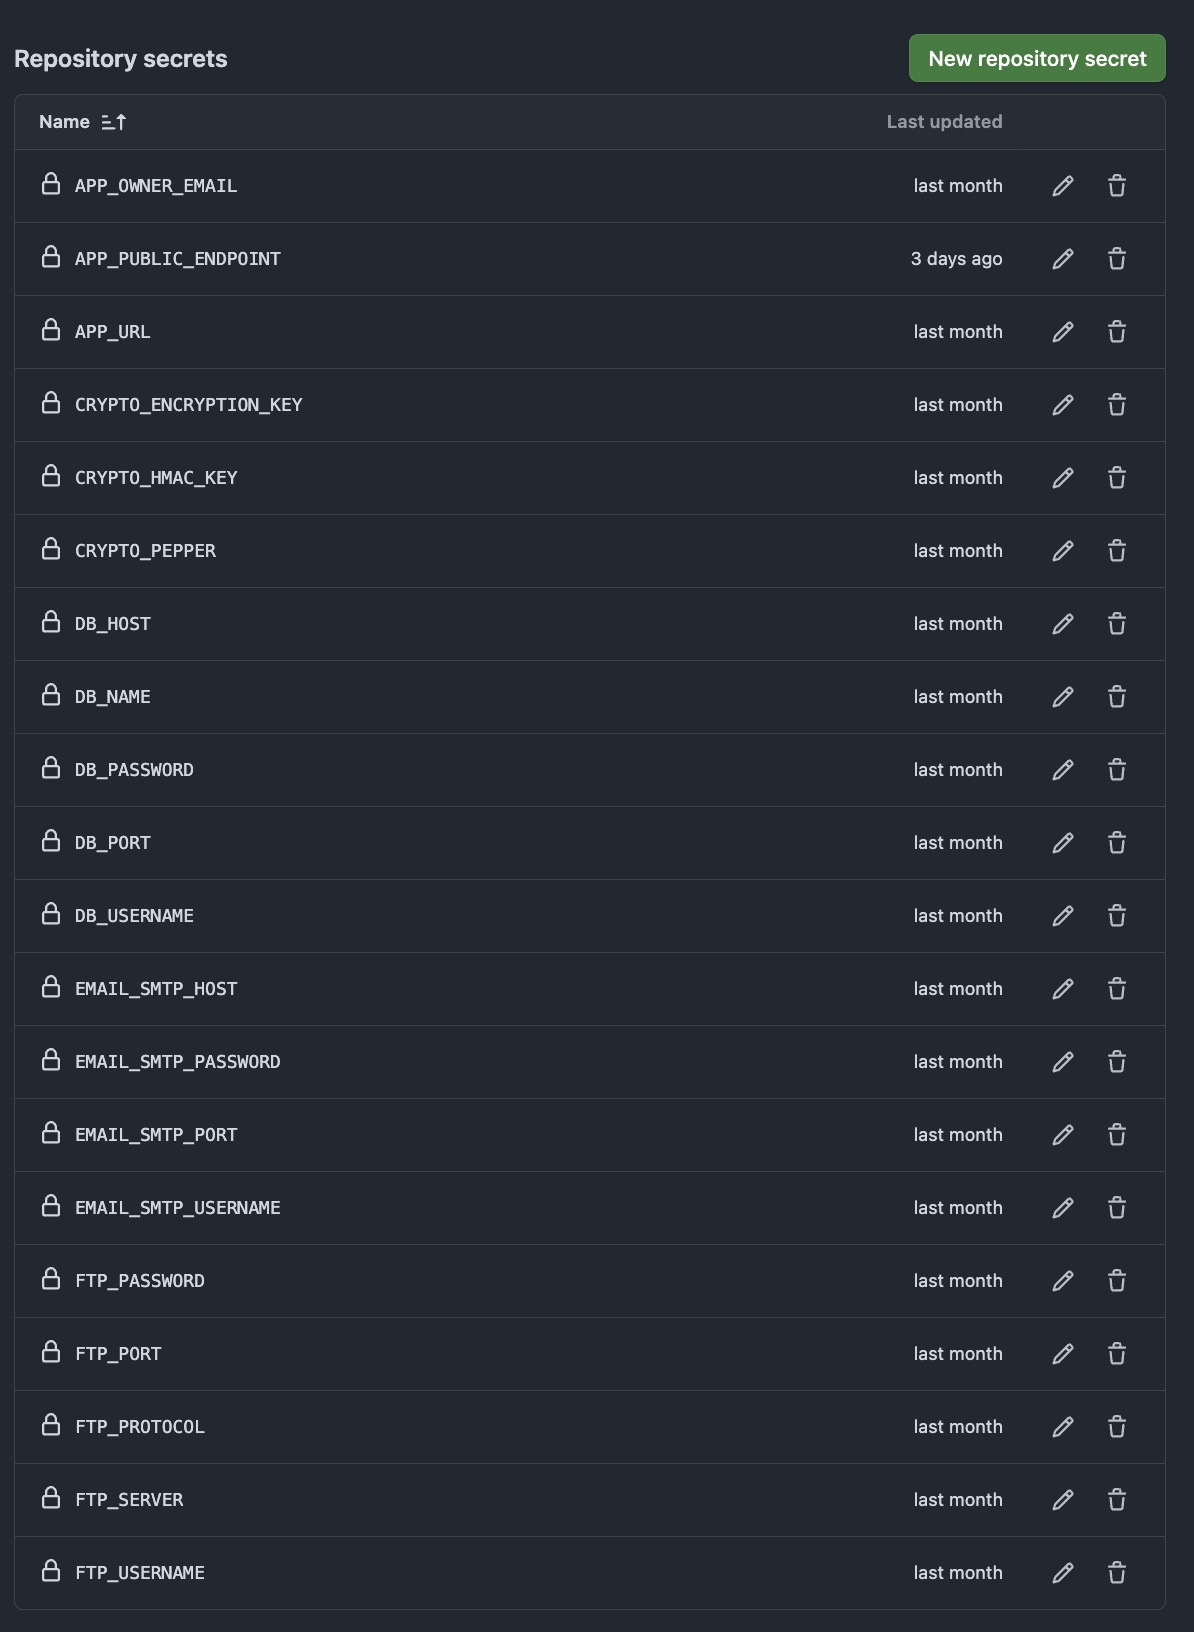 Repository secrets
New repository secret
Name Last updated
APP_OWNER_EMAIL last month
APP_PUBLIC_ENDPOINT 3 days ago
APP_URL last month
CRYPTO_ENCRYPTION_KEY last month
CRYPTO_HMAC_KEY last month
CRYPTO_PEPPER last month
DB_HOST last month
DB_NAME last month
DB_PASSWORD last month
DB_PORT last month
DB_USERNAME last month
EMAIL_SMTP_HOST last month
EMAIL_SMTP_PASSWORD last month
EMAIL_SMTP_PORT last month
EMAIL_SMTP_USERNAME last month
FTP_PASSWORD last month
FTP_PORT last month
FTP_PROTOCOL last month
FTP_SERVER last month
FTP_USERNAME last month